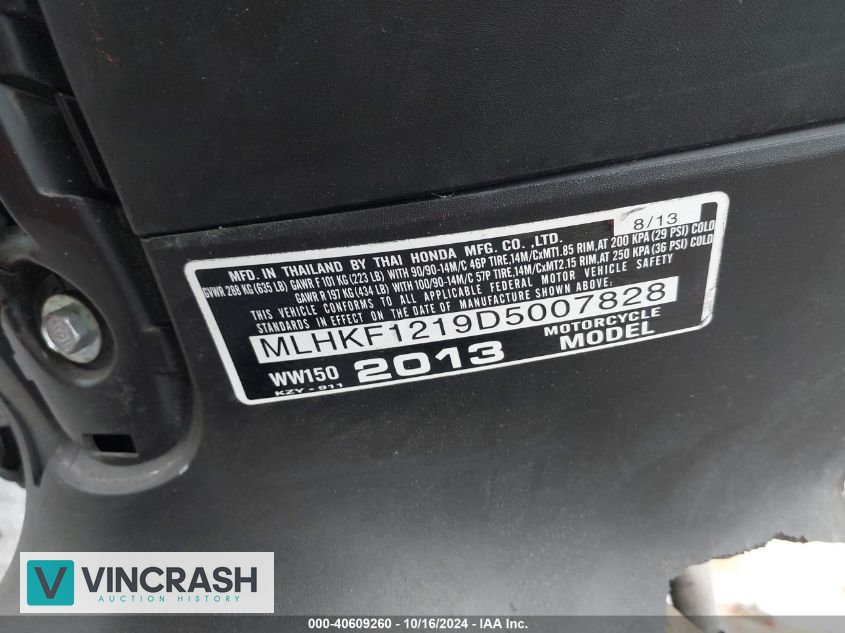 8/13
MFD. IN THAILAND BY THAI HONDA MFG. CO. ,LTD.
GVWR 288 KG (635 LB) GAWR F 101 KG (223 LB) WITH 90/90-14M/C 46P TIRE,14M/CxMT1.85 RIM,AT 200 KPA (29 PSI) COLD
GAWR R 197 KG (434 LB) WITH 100/90-14M/C 57P TIRE,14M/CxMT2.15 RIM,AT 250 KPA (36 PSI) COLD
THIS VEHICLE CONFORMS TO ALL APPLICABLE FEDERAL MOTOR VEHICLE SAFETY
STANDARDS IN EFFECT ON THE DATE OF MANUFACTURE SHOWN ABOVE.
MLHKF1219D5007828
WW150 2013 MOTORCYCLE
KZY - 911 MODEL
VINCRASH
AUCTION HISTORY
000-40609260 - 10/16/2024 - IAA Inc.